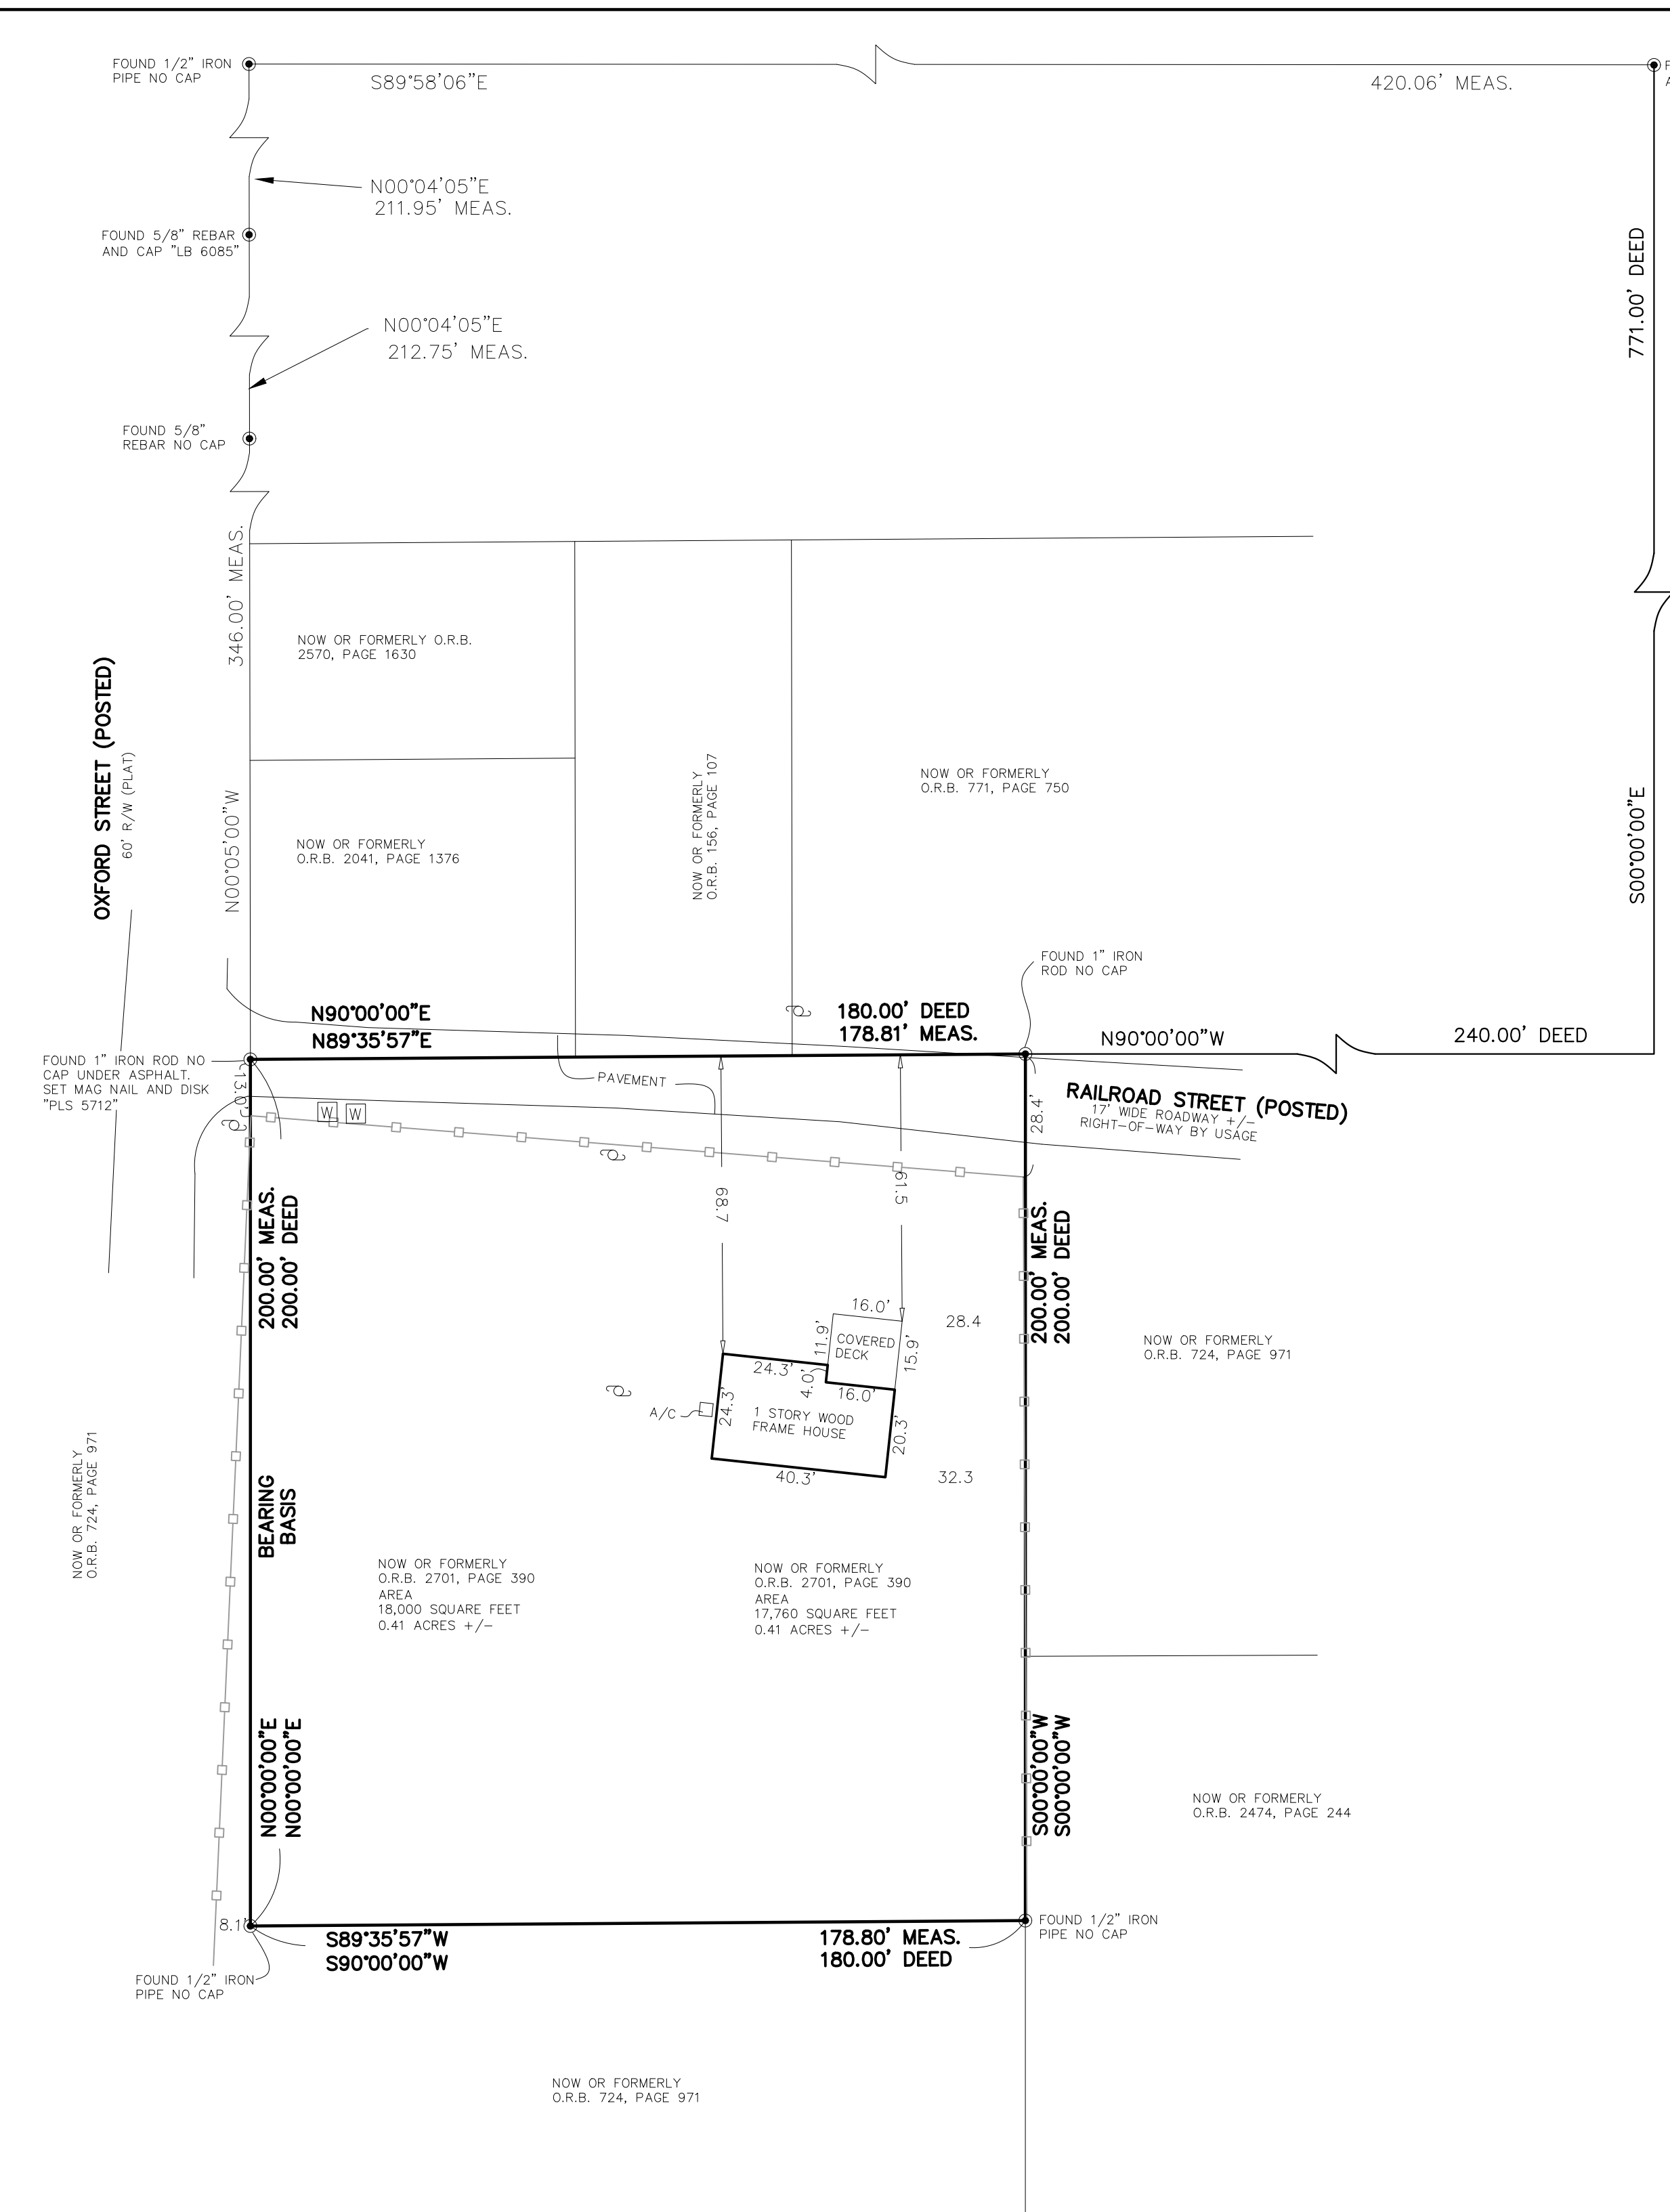 FOUND 1/2" IRON
PIPE NO CAP
S89°58'06"E
420.06' MEAS.
N00°04'05"E
211.95' MEAS.
FOUND 5/8" REBAR
AND CAP "LB 6085"
N00°04'05"E
212.75' MEAS.
FOUND 5/8"
REBAR NO CAP
771.00' DEED
S00°00'00"E
346.00' MEAS.
N00°05'00"W
OXFORD STREET (POSTED)
60' R/W (PLAT)
NOW OR FORMERLY O.R.B.
2570, PAGE 1630
NOW OR FORMERLY
O.R.B. 2041, PAGE 1376
NOW OR FORMERLY
O.R.B. 156, PAGE 107
NOW OR FORMERLY
O.R.B. 771, PAGE 750
FOUND 1" IRON
ROD NO CAP
N90°00'00"E
N89°35'57"E
180.00' DEED
178.81' MEAS.
N90°00'00"W
240.00' DEED
FOUND 1" IRON ROD NO
CAP UNDER ASPHALT.
SET MAG NAIL AND DISK
"PLS 5712"
13.0'
W
W
PAVEMENT
28.4'
RAILROAD STREET (POSTED)
17' WIDE ROADWAY +/-
RIGHT-OF-WAY BY USAGE
200.00' MEAS.
200.00' DEED
68.7
61.5
200.00' MEAS.
200.00' DEED
16.0'
28.4
11.9'
COVERED
DECK
15.9'
24.3'
4.0'
16.0'
A/C
24.3'
1 STORY WOOD
FRAME HOUSE
20.3'
40.3'
32.3
NOW OR FORMERLY
O.R.B. 724, PAGE 971
NOW OR FORMERLY
O.R.B. 724, PAGE 971
BEARING
BASIS
NOW OR FORMERLY
O.R.B. 2701, PAGE 390
AREA
18,000 SQUARE FEET
0.41 ACRES +/-
NOW OR FORMERLY
O.R.B. 2701, PAGE 390
AREA
17,760 SQUARE FEET
0.41 ACRES +/-
N00°00'00"E
N00°00'00"E
S00°00'00"W
S00°00'00"W
NOW OR FORMERLY
O.R.B. 2474, PAGE 244
8.1'
S89°35'57"W
S90°00'00"W
178.80' MEAS.
180.00' DEED
FOUND 1/2" IRON
PIPE NO CAP
FOUND 1/2" IRON
PIPE NO CAP
NOW OR FORMERLY
O.R.B. 724, PAGE 971